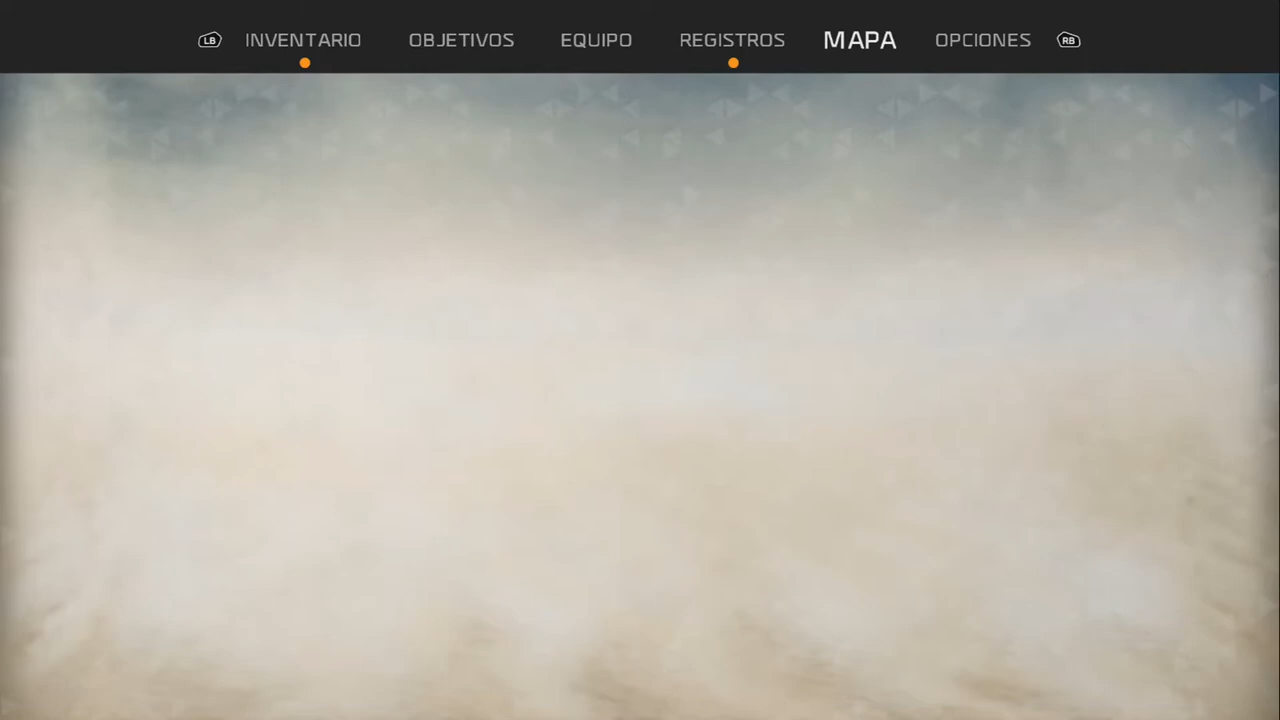 LB INVENTARIO OBJETIVOS EQUIPO REGISTROS MAPA OPCIONES RB